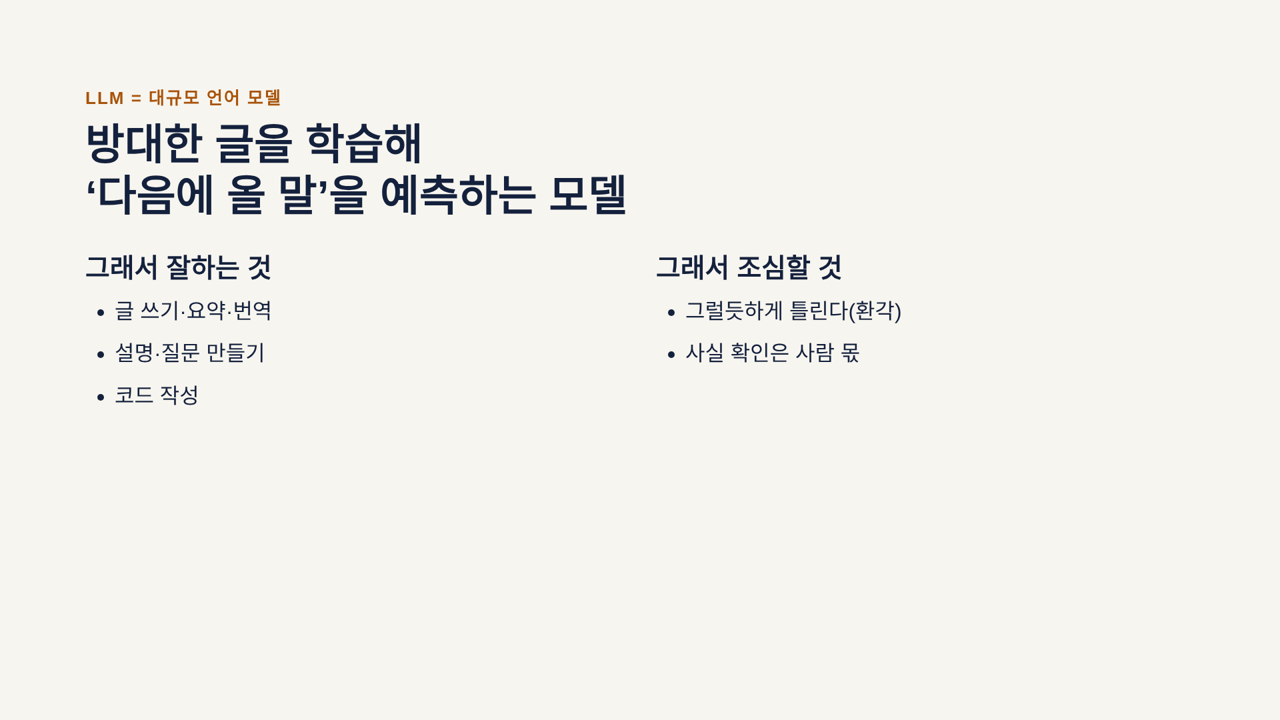 LLM = 대규모 언어 모델
방대한 글을 학습해
‘다음에 올 말’을 예측하는 모델
그래서 잘하는 것
• 글 쓰기·요약·번역
• 설명·질문 만들기
• 코드 작성
그래서 조심할 것
• 그럴듯하게 틀린다(환각)
• 사실 확인은 사람 몫